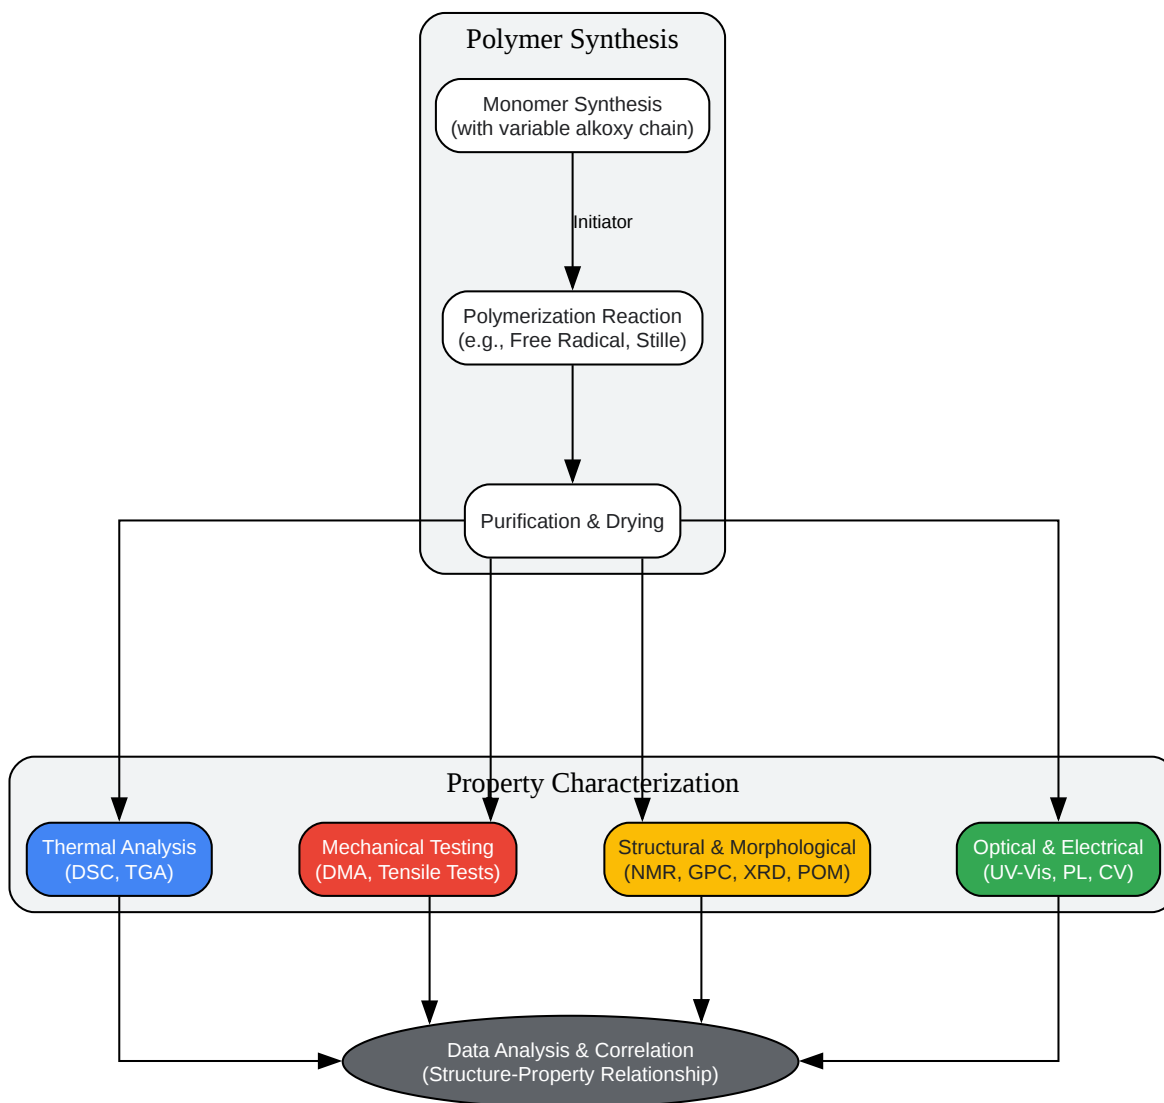 Polymer Synthesis
Monomer Synthesis
(with variable alkoxy chain)
Initiator
Polymerization Reaction
(e.g., Free Radical, Stille)
Purification & Drying
Property Characterization
Thermal Analysis
(DSC, TGA)
Mechanical Testing
(DMA, Tensile Tests)
Structural & Morphological
(NMR, GPC, XRD, POM)
Optical & Electrical
(UV-Vis, PL, CV)
Data Analysis & Correlation
(Structure-Property Relationship)